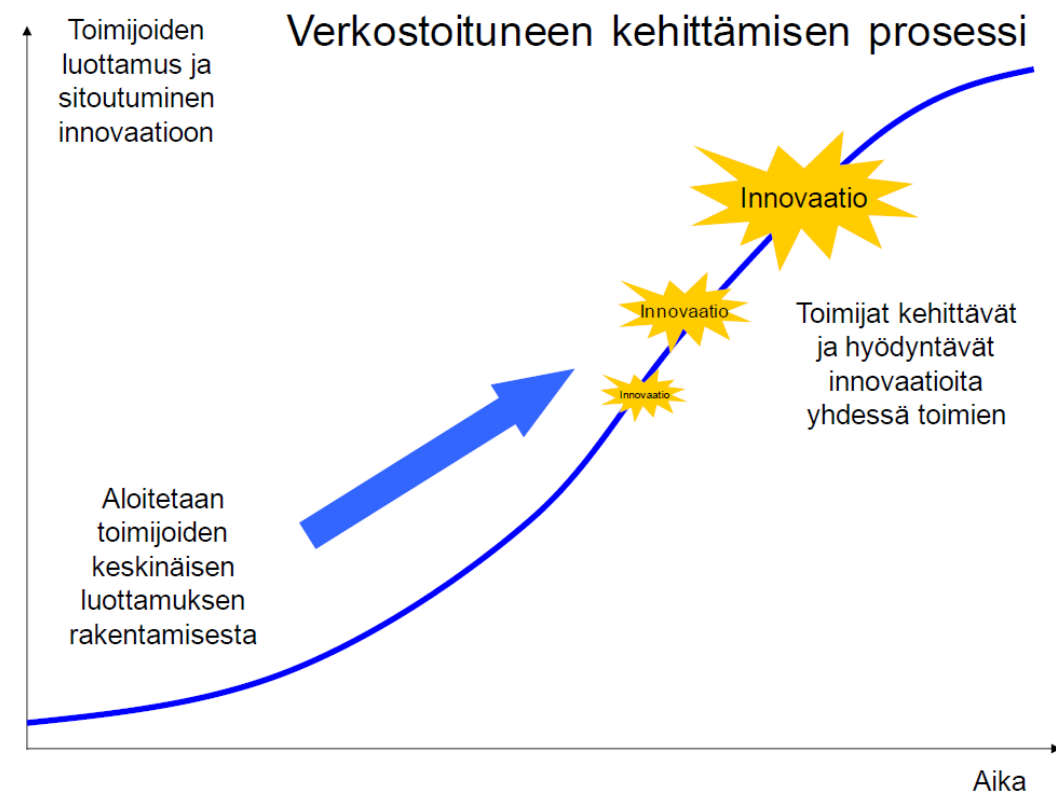 Verkostoituneen kehittämisen prosessi
Toimijoiden
luottamus ja
sitoutuminen
innovaatioon
Innovaatio
Innovaatio
Innovaatio
Toimijat kehittävät
ja hyödyntävät
innovaatioita
yhdessä toimien
Aloitetaan
toimijoiden
keskinäisen
luottamuksen
rakentamisesta
Aika